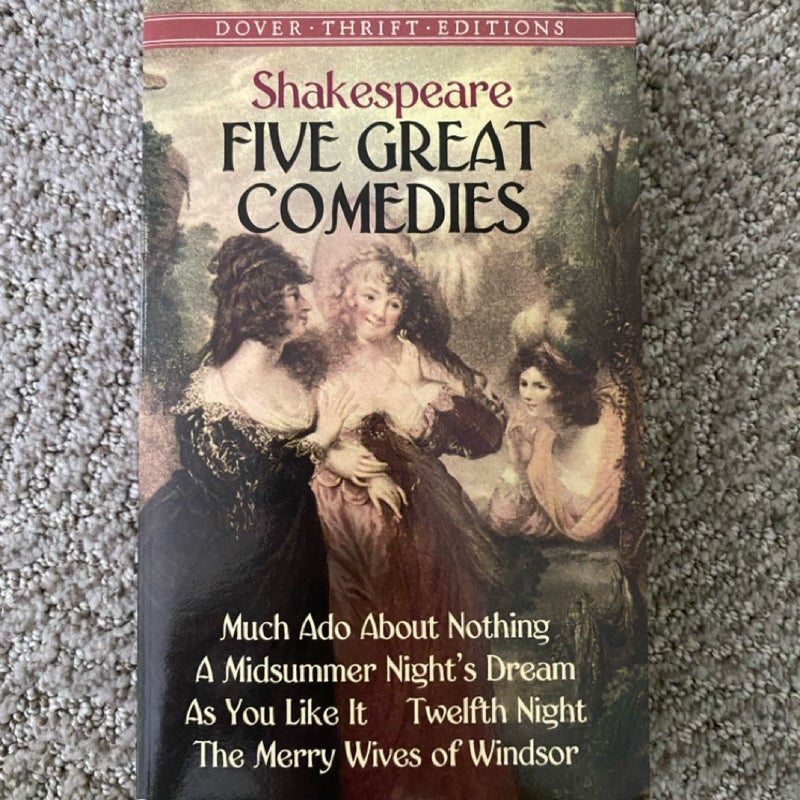 DOVER · THRIFT · EDITIONS
Shakespeare
FIVE GREAT
COMEDIES
Much Ado About Nothing
A Midsummer Night's Dream
As You Like It Twelfth Night
The Merry Wives of Windsor